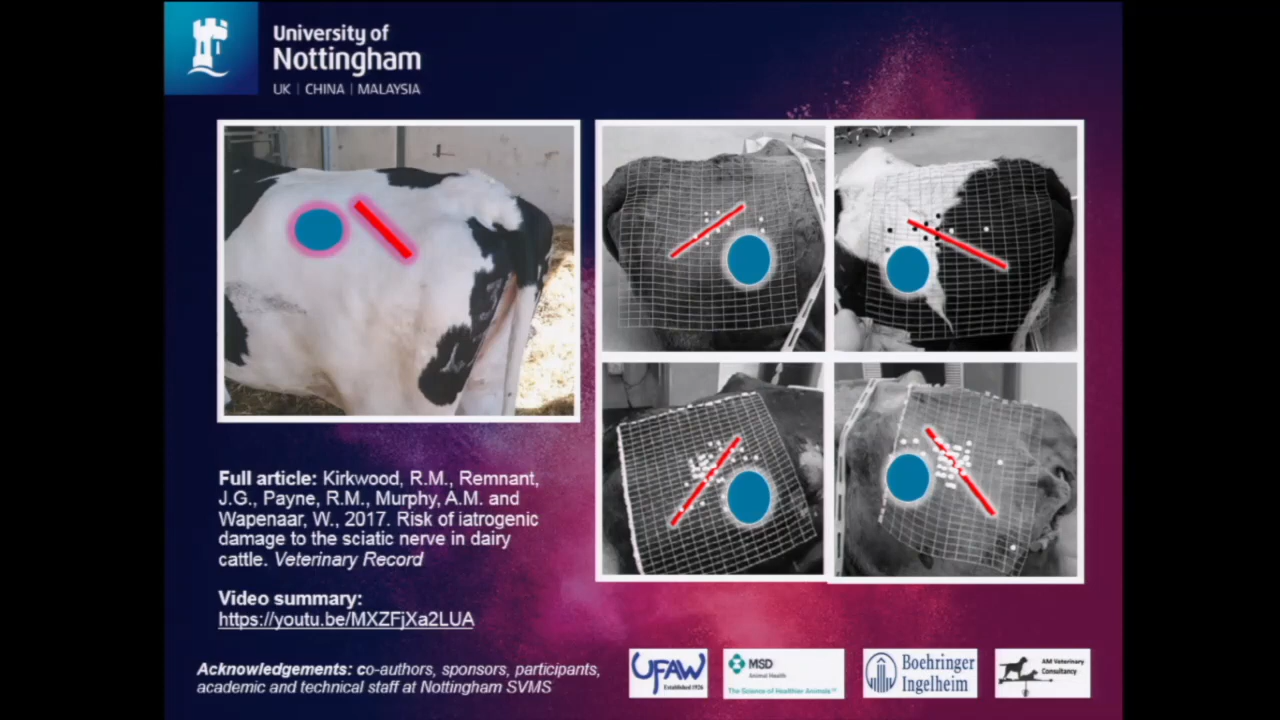 University of
Nottingham
UK | CHINA | MALAYSIA
Full article: Kirkwood, R.M., Remnant,
J.G., Payne, R.M., Murphy, A.M. and
Wapenaar, W., 2017. Risk of iatrogenic
damage to the sciatic nerve in dairy
cattle. Veterinary Record
Video summary:
https://youtu.be/MXZFjXa2LUA
Acknowledgements: co-authors, sponsors, participants,
academic and technical staff at Nottingham SVMS
UFAW
Established 1926
MSD
Animal Health
The Science of Healthier Animals™
Boehringer
Ingelheim
AM Veterinary
Consultancy